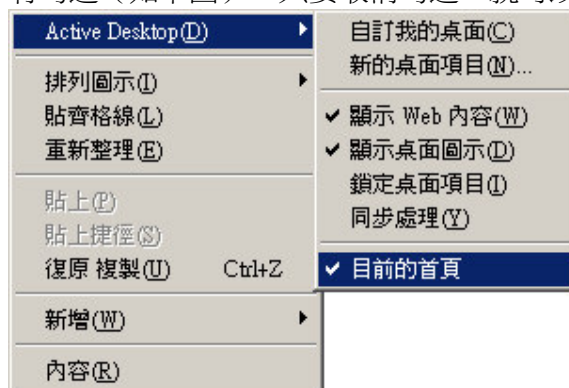 Active Desktop(D)
排列圖示(I)
貼齊格線(L)
重新整理(E)
貼上(P)
貼上捷徑(S)
復原 複製(U) Ctrl+Z
新增(W)
內容(R)
自訂我的桌面(C)
新的桌面項目(N)...
顯示 Web 內容(W)
顯示桌面圖示(D)
鎖定桌面項目(I)
同步處理(Y)
目前的首頁